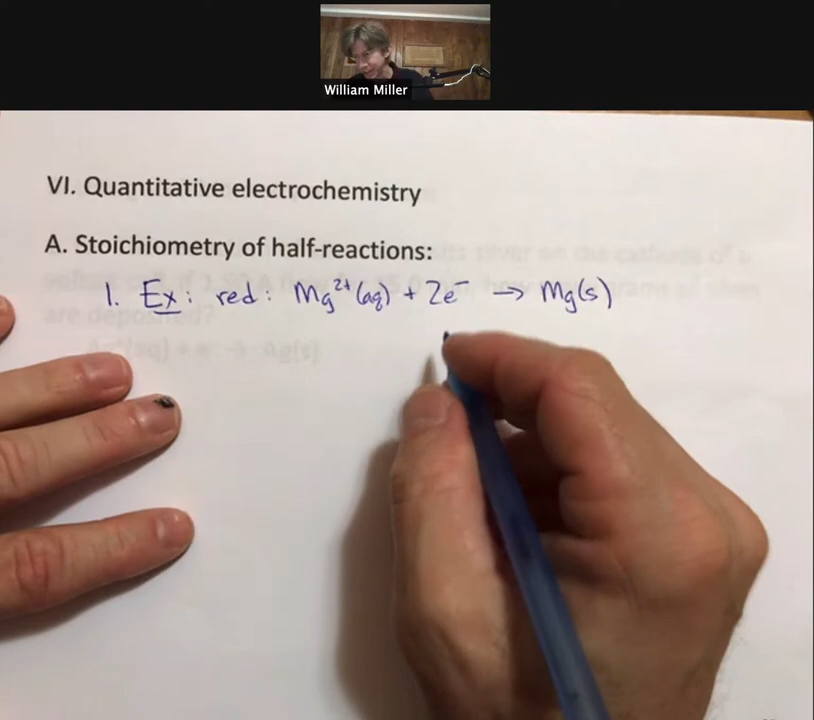 William Miller
VI. Quantitative electrochemistry
A. Stoichiometry of half-reactions:
1. Ex: red: Mg²⁺(aq) + 2e⁻ → Mg(s)